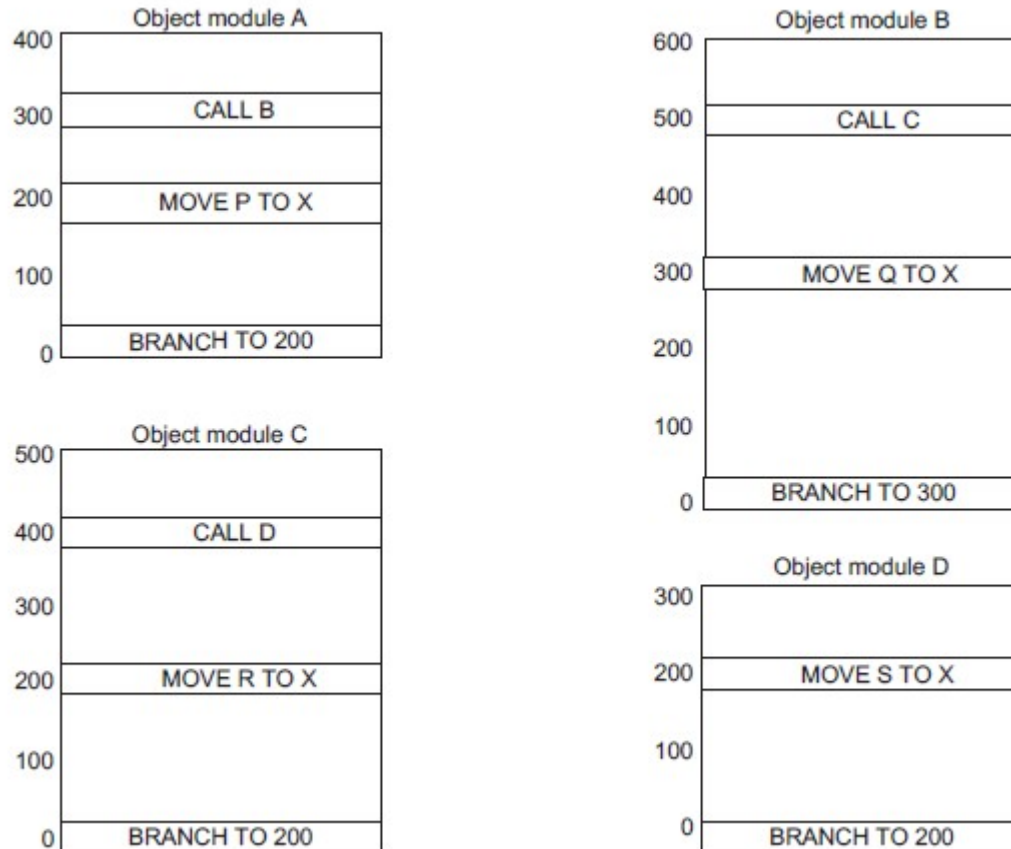 Object module A
400
300
CALL B
200
MOVE P TO X
100
0
BRANCH TO 200
Object module B
600
500
CALL C
400
300
MOVE Q TO X
200
100
0
BRANCH TO 300
Object module C
500
400
CALL D
300
200
MOVE R TO X
100
0
BRANCH TO 200
Object module D
300
200
MOVE S TO X
100
0
BRANCH TO 200